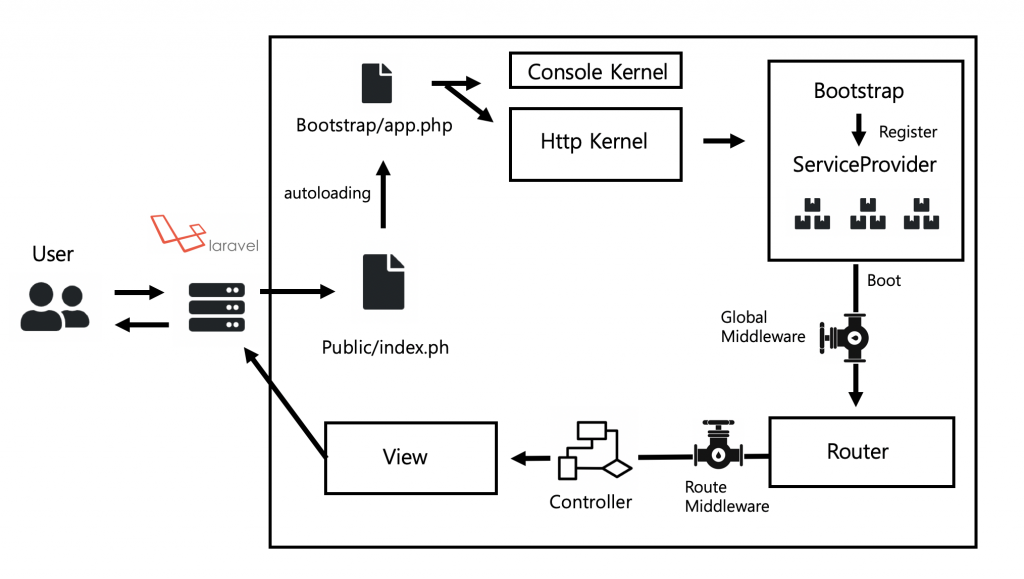 Console Kernel
Bootstrap/app.php
Http Kernel
Bootstrap
Register
ServiceProvider
autoloading
laravel
User
Public/index.ph
Boot
Global
Middleware
Router
Route
Middleware
Controller
View